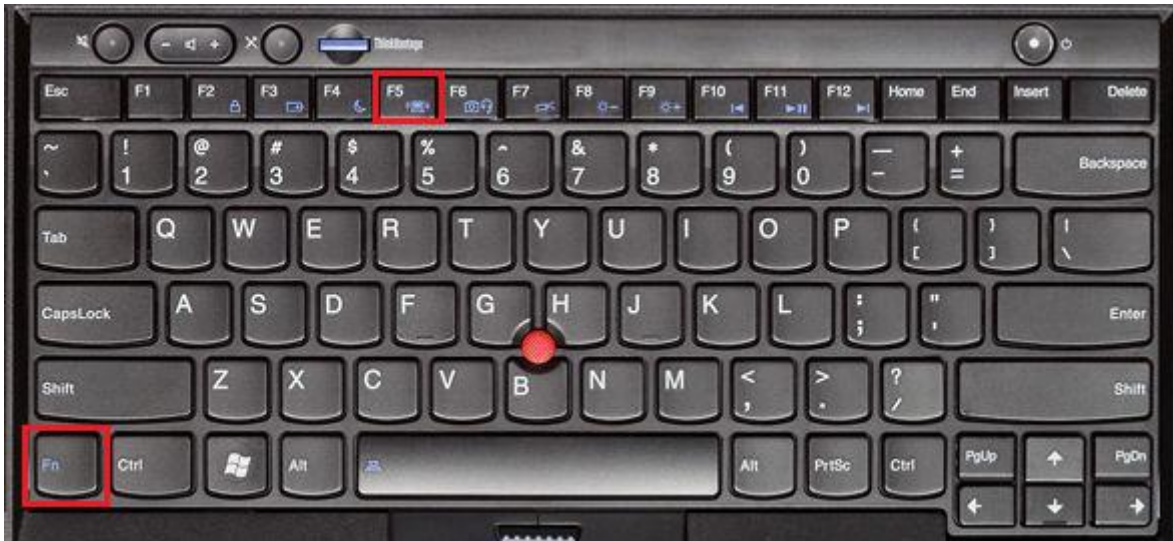 - + ThinkVantage
Esc F1 F2 F3 F4 F5 F6 F7 F8 F9 F10 F11 F12 Home End Insert Delete
~ ! @ # $ % ^ & * ( ) — +
` 1 2 3 4 5 6 7 8 9 0 - = Backspace
Tab Q W E R T Y U I O P { } |
[ ] \
CapsLock A S D F G H J K L : " Enter
; '
Shift Z X C V B N M < > ? Shift
, . /
Fn Ctrl Alt Alt PrtSc Ctrl PgUp PgDn